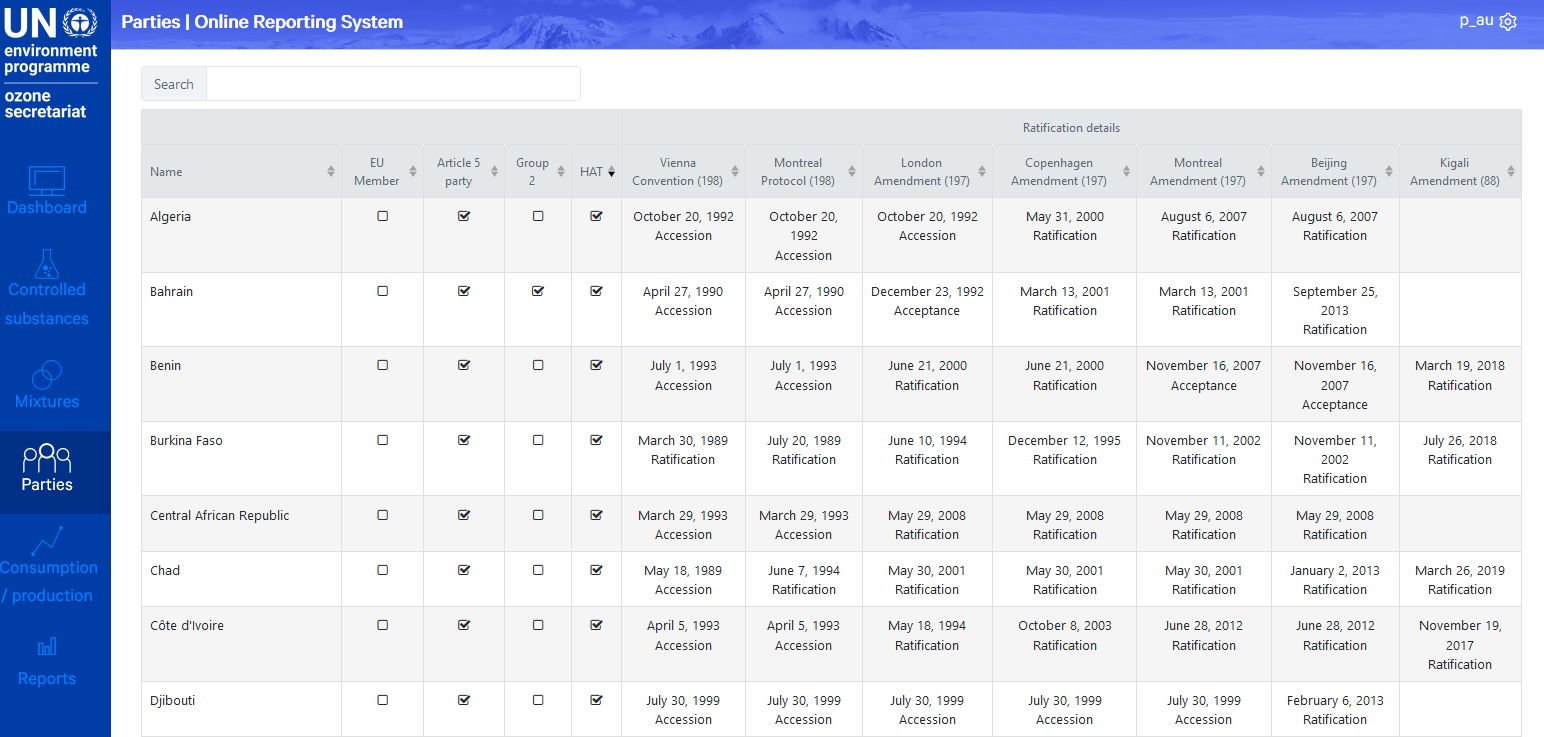 UN
environment
programme
ozone
secretariat
Dashboard
Controlled
substances
Mixtures
Parties
Consumption
/ production
Reports
Parties | Online Reporting System
p_au
Search
Ratification details
Name
EU
Member
Article 5
party
Group
2
HAT
Vienna
Convention (198)
Montreal
Protocol (198)
London
Amendment (197)
Copenhagen
Amendment (197)
Montreal
Amendment (197)
Beijing
Amendment (197)
Kigali
Amendment (88)
Algeria
October 20, 1992
Accession
October 20,
1992
Accession
October 20, 1992
Accession
May 31, 2000
Ratification
August 6, 2007
Ratification
August 6, 2007
Ratification
Bahrain
April 27, 1990
Accession
April 27, 1990
Accession
December 23, 1992
Acceptance
March 13, 2001
Ratification
March 13, 2001
Ratification
September 25,
2013
Ratification
Benin
July 1, 1993
Accession
July 1, 1993
Accession
June 21, 2000
Ratification
June 21, 2000
Ratification
November 16, 2007
Acceptance
November 16,
2007
Acceptance
March 19, 2018
Ratification
Burkina Faso
March 30, 1989
Ratification
July 20, 1989
Ratification
June 10, 1994
Ratification
December 12, 1995
Ratification
November 11, 2002
Ratification
November 11,
2002
Ratification
July 26, 2018
Ratification
Central African Republic
March 29, 1993
Accession
March 29, 1993
Accession
May 29, 2008
Ratification
May 29, 2008
Ratification
May 29, 2008
Ratification
May 29, 2008
Ratification
Chad
May 18, 1989
Accession
June 7, 1994
Ratification
May 30, 2001
Ratification
May 30, 2001
Ratification
May 30, 2001
Ratification
January 2, 2013
Ratification
March 26, 2019
Ratification
Côte d'Ivoire
April 5, 1993
Accession
April 5, 1993
Accession
May 18, 1994
Ratification
October 8, 2003
Ratification
June 28, 2012
Ratification
June 28, 2012
Ratification
November 19,
2017
Ratification
Djibouti
July 30, 1999
Accession
July 30, 1999
Accession
July 30, 1999
Accession
July 30, 1999
Accession
July 30, 1999
Accession
February 6, 2013
Ratification